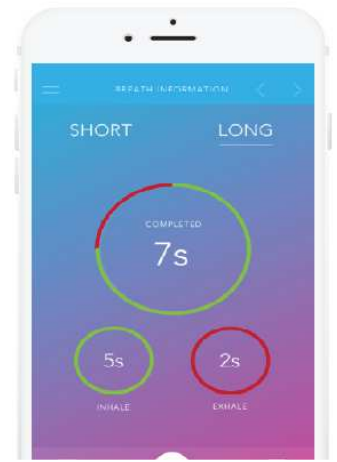 BREATH INFORMATION
SHORT LONG
COMPLETED
7s
5s 2s
INHALE EXHALE